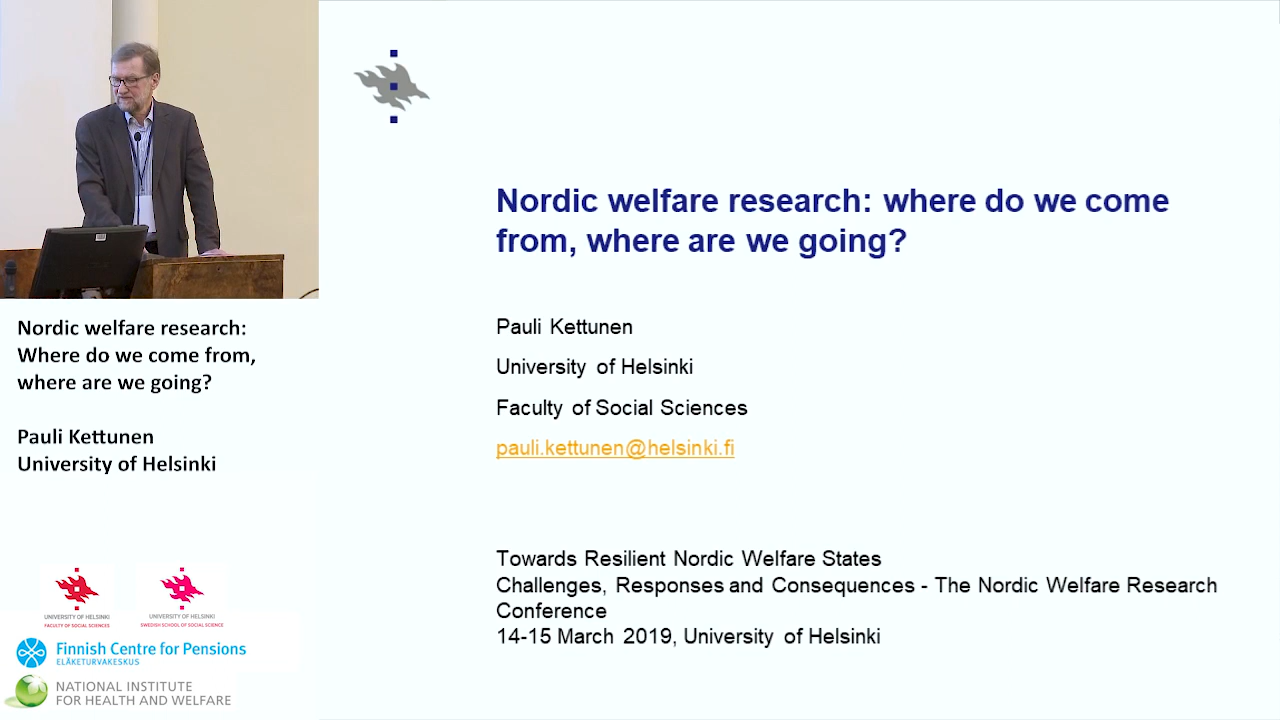 Nordic welfare research: where do we come
from, where are we going?
Pauli Kettunen
University of Helsinki
Faculty of Social Sciences
pauli.kettunen@helsinki.fi
Towards Resilient Nordic Welfare States
Challenges, Responses and Consequences - The Nordic Welfare Research
Conference
14-15 March 2019, University of Helsinki
Nordic welfare research:
Where do we come from,
where are we going?
Pauli Kettunen
University of Helsinki
UNIVERSITY OF HELSINKI
FACULTY OF SOCIAL SCIENCES
UNIVERSITY OF HELSINKI
SWEDISH SCHOOL OF SOCIAL SCIENCE
Finnish Centre for Pensions
ELÄKETURVAKESKUS
NATIONAL INSTITUTE
FOR HEALTH AND WELFARE